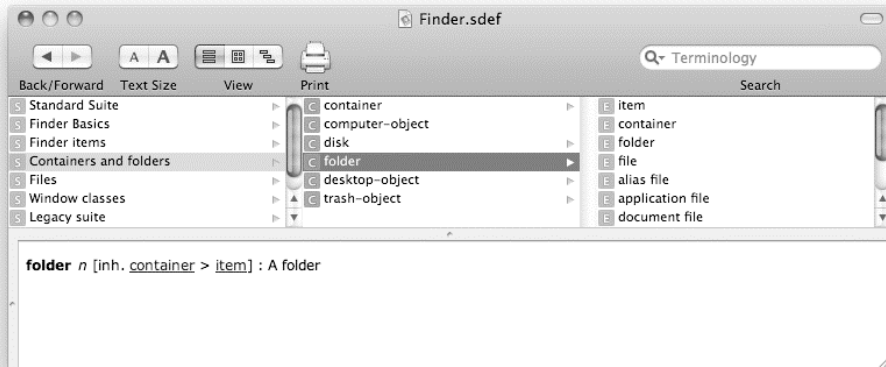 Finder.sdef
A A
Back/Forward Text Size View Print Search
Q Terminology
S Standard Suite
S Finder Basics
S Finder items
S Containers and folders
S Files
S Window classes
S Legacy suite
C container
C computer-object
C disk
C folder
C desktop-object
C trash-object
E item
E container
E folder
E file
E alias file
E application file
E document file
folder n [inh. container > item] : A folder